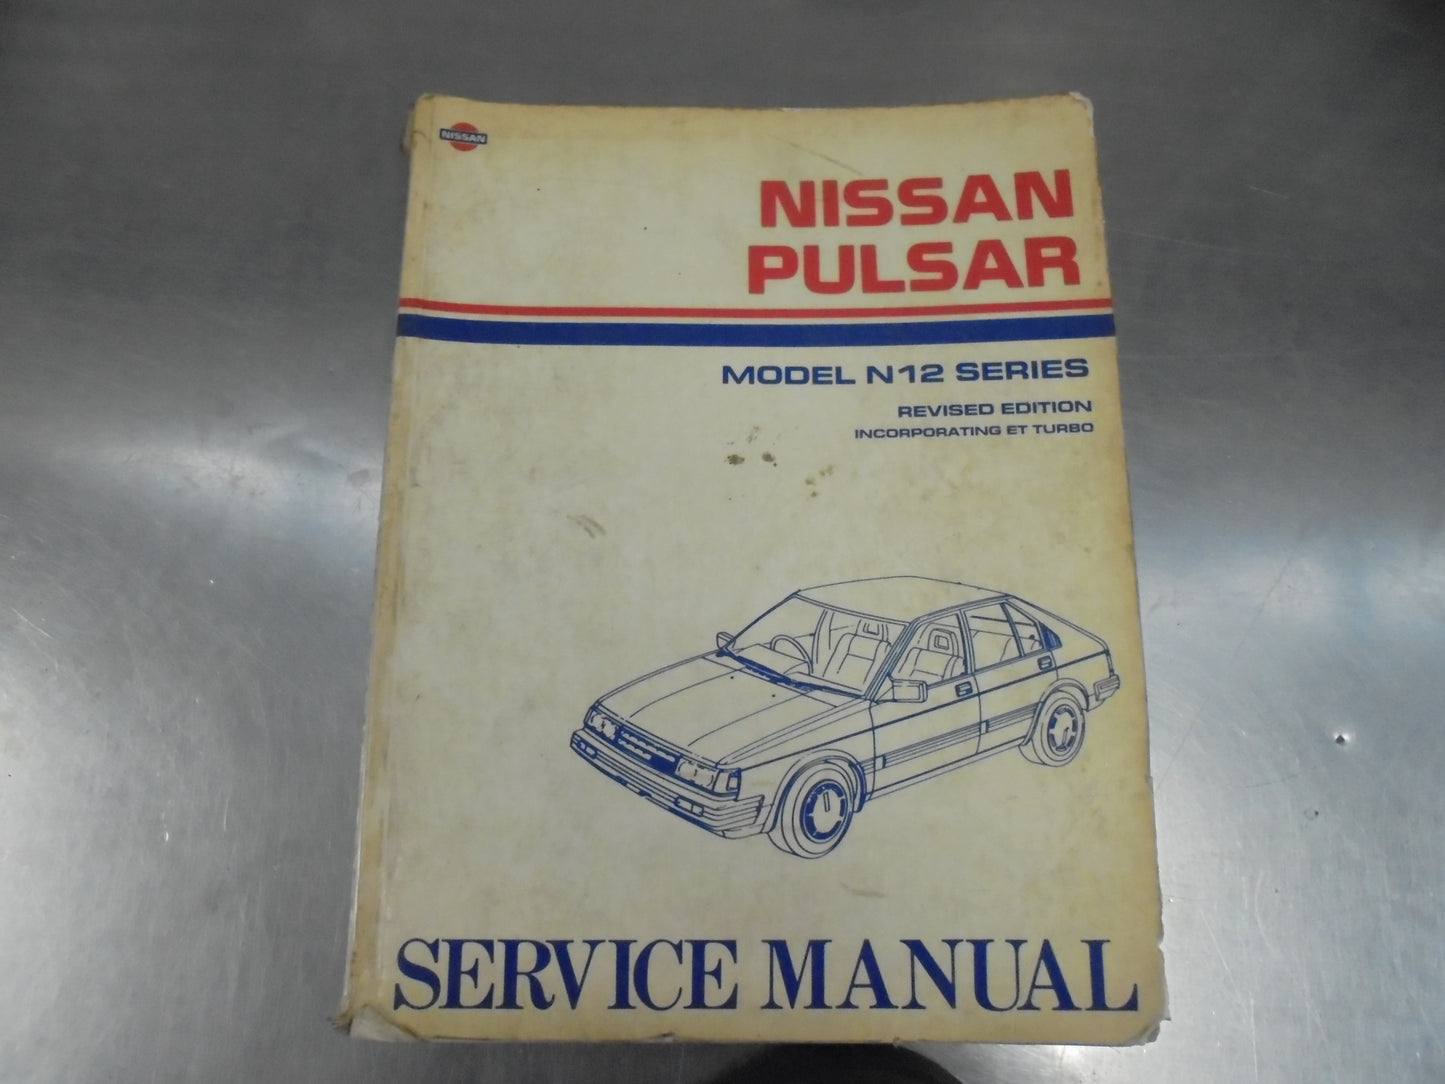 NISSAN
NISSAN
PULSAR
MODEL N12 SERIES
REVISED EDITION
INCORPORATING ET TURBO
SERVICE MANUAL